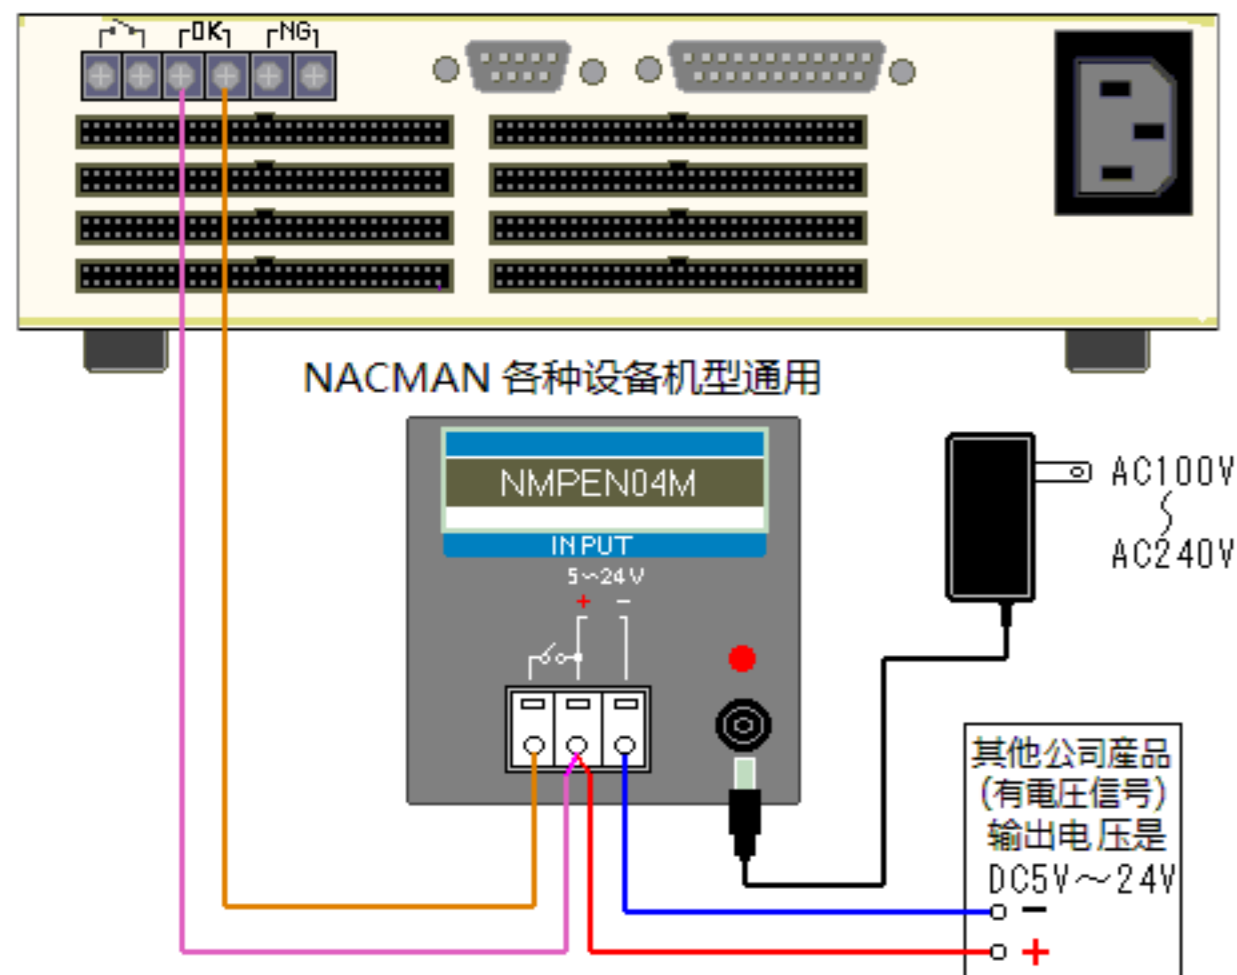 OK
NG
NACMAN 各种设备机型通用
NMPEN04M
INPUT
5~24V
+ −
AC100V
~
AC240V
其他公司産品
(有電圧信号)
输出电压是
DC5V~24V
−
+